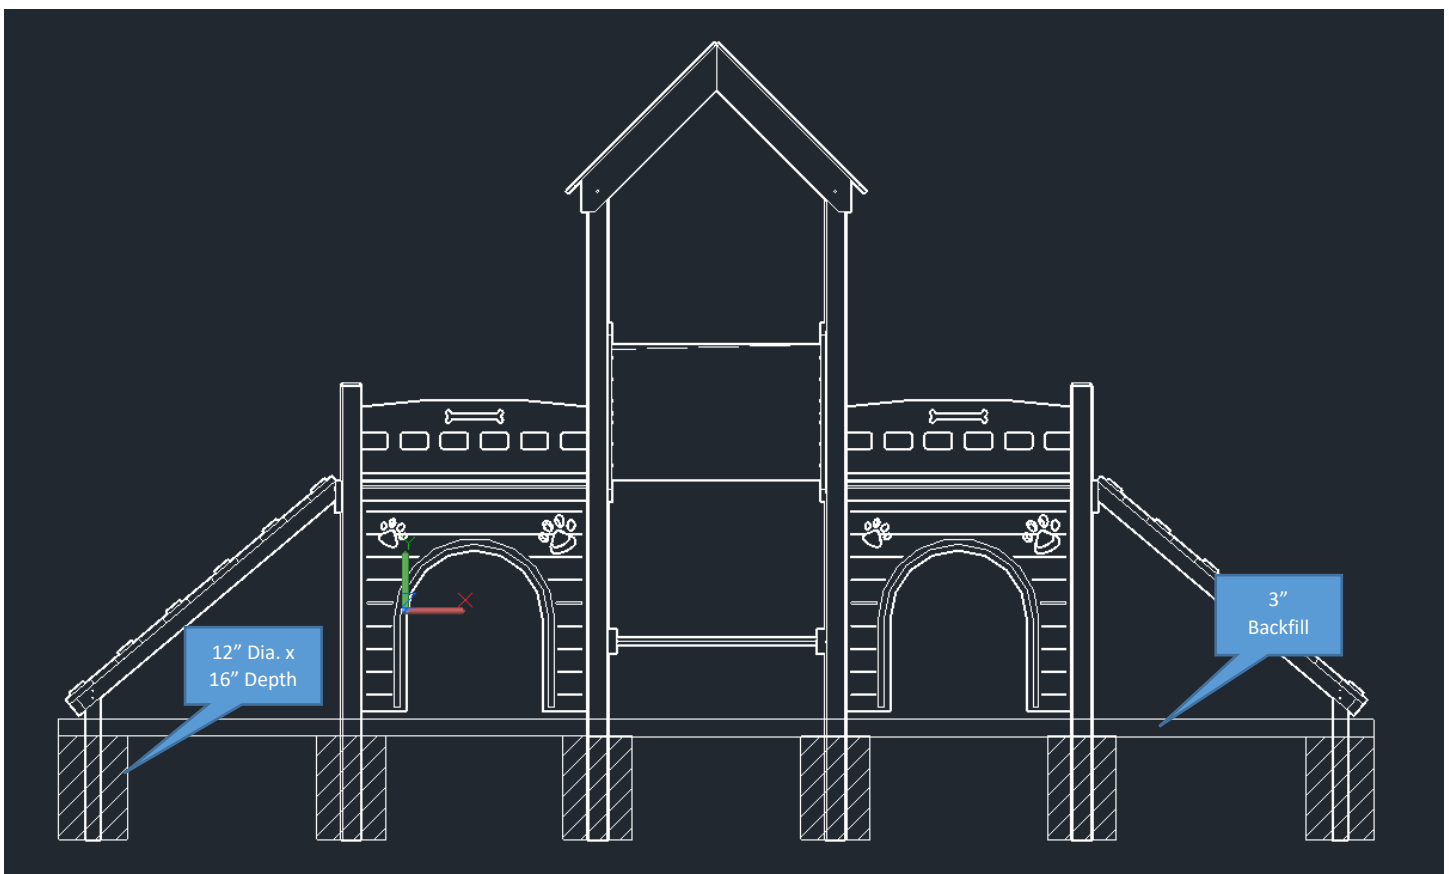 12” Dia. x
16” Depth
3”
Backfill
Y
X